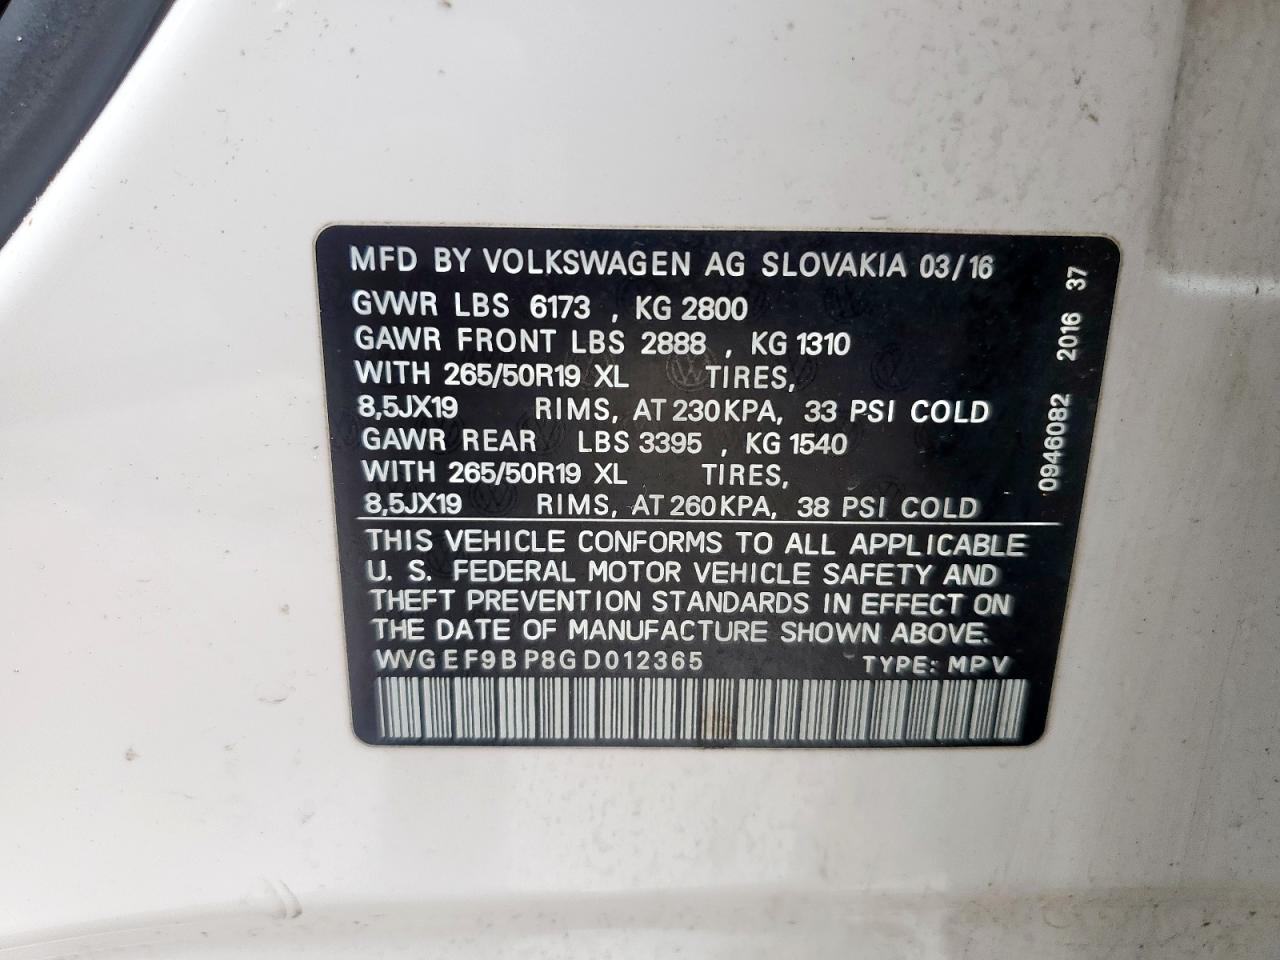 MFD BY VOLKSWAGEN AG SLOVAKIA 03/16
GVWR LBS 6173 , KG 2800
GAWR FRONT LBS 2888 , KG 1310
WITH 265/50R19 XL TIRES,
8,5JX19 RIMS, AT 230 KPA, 33 PSI COLD
GAWR REAR LBS 3395 , KG 1540
WITH 265/50R19 XL TIRES,
8,5JX19 RIMS, AT 260 KPA, 38 PSI COLD
THIS VEHICLE CONFORMS TO ALL APPLICABLE
U. S. FEDERAL MOTOR VEHICLE SAFETY AND
THEFT PREVENTION STANDARDS IN EFFECT ON
THE DATE OF MANUFACTURE SHOWN ABOVE.
WVGEF9BP8GD012365 TYPE: MPV
0946082 2016 37